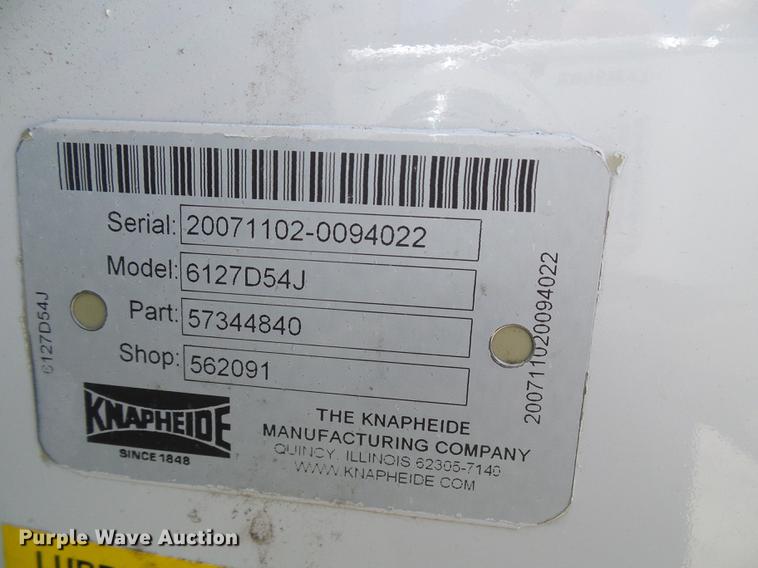 Serial: 20071102-0094022
Model: 6127D54J
Part: 57344840
Shop: 562091
6127D54J
200711020094022
KNAPHEIDE
SINCE 1848
THE KNAPHEIDE
MANUFACTURING COMPANY
QUINCY, ILLINOIS 62305-7140
WWW.KNAPHEIDE.COM
Purple Wave Auction